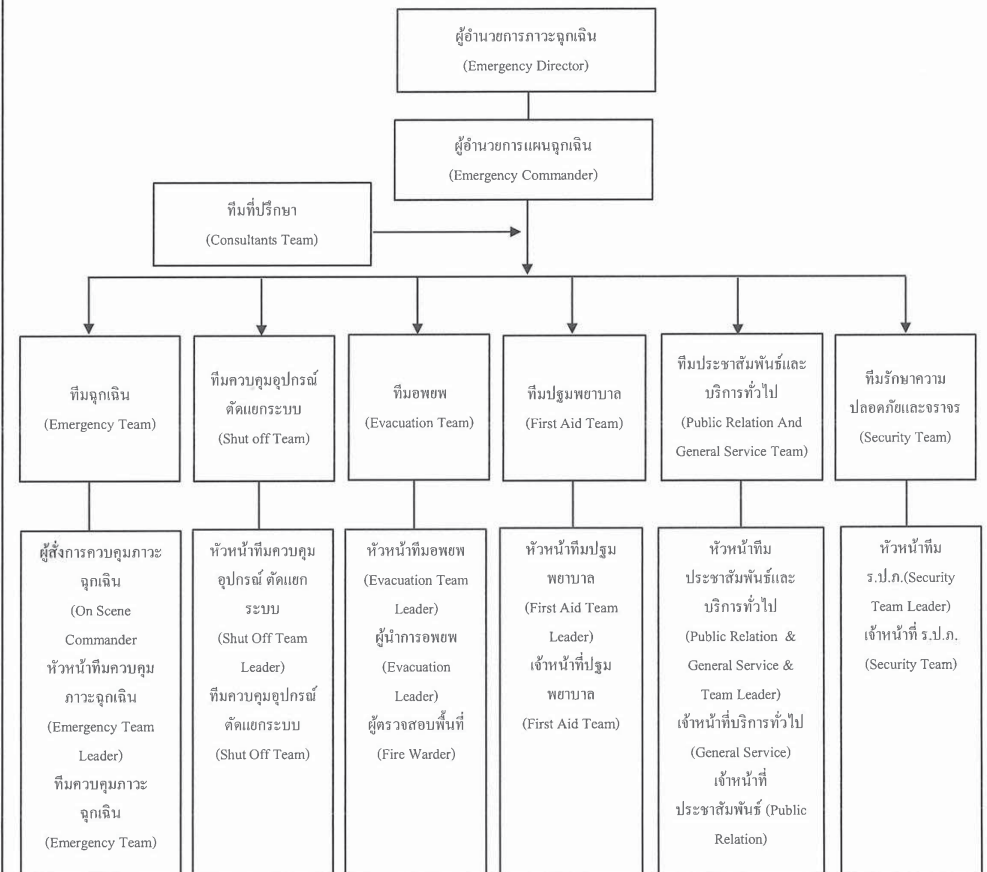 ผู้อำนวยการภาวะฉุกเฉิน
(Emergency Director)
ผู้อำนวยการแผนฉุกเฉิน
(Emergency Commander)
ทีมที่ปรึกษา
(Consultants Team)
ทีมฉุกเฉิน
(Emergency Team)
ทีมควบคุมอุปกรณ์
ตัดแยกระบบ
(Shut off Team)
ทีมอพยพ
(Evacuation Team)
ทีมปฐมพยาบาล
(First Aid Team)
ทีมประชาสัมพันธ์และ
บริการทั่วไป
(Public Relation And
General Service Team)
ทีมรักษาความ
ปลอดภัยและจราจร
(Security Team)
ผู้สั่งการควบคุมภาวะ
ฉุกเฉิน
(On Scene
Commander
หัวหน้าทีมควบคุม
ภาวะฉุกเฉิน
(Emergency Team
Leader)
ทีมควบคุมภาวะ
ฉุกเฉิน
(Emergency Team)
หัวหน้าทีมควบคุม
อุปกรณ์ ตัดแยก
ระบบ
(Shut Off Team
Leader)
ทีมควบคุมอุปกรณ์
ตัดแยกระบบ
(Shut Off Team)
หัวหน้าทีมอพยพ
(Evacuation Team
Leader)
ผู้นำการอพยพ
(Evacuation
Leader)
ผู้ตรวจสอบพื้นที่
(Fire Warder)
หัวหน้าทีมปฐม
พยาบาล
(First Aid Team
Leader)
เจ้าหน้าที่ปฐม
พยาบาล
(First Aid Team)
หัวหน้าทีม
ประชาสัมพันธ์และ
บริการทั่วไป
(Public Relation &
General Service &
Team Leader)
เจ้าหน้าที่บริการทั่วไป
(General Service)
เจ้าหน้าที่
ประชาสัมพันธ์ (Public
Relation)
หัวหน้าทีม
ร.ป.ภ.(Security
Team Leader)
เจ้าหน้าที่ ร.ป.ภ.
(Security Team)